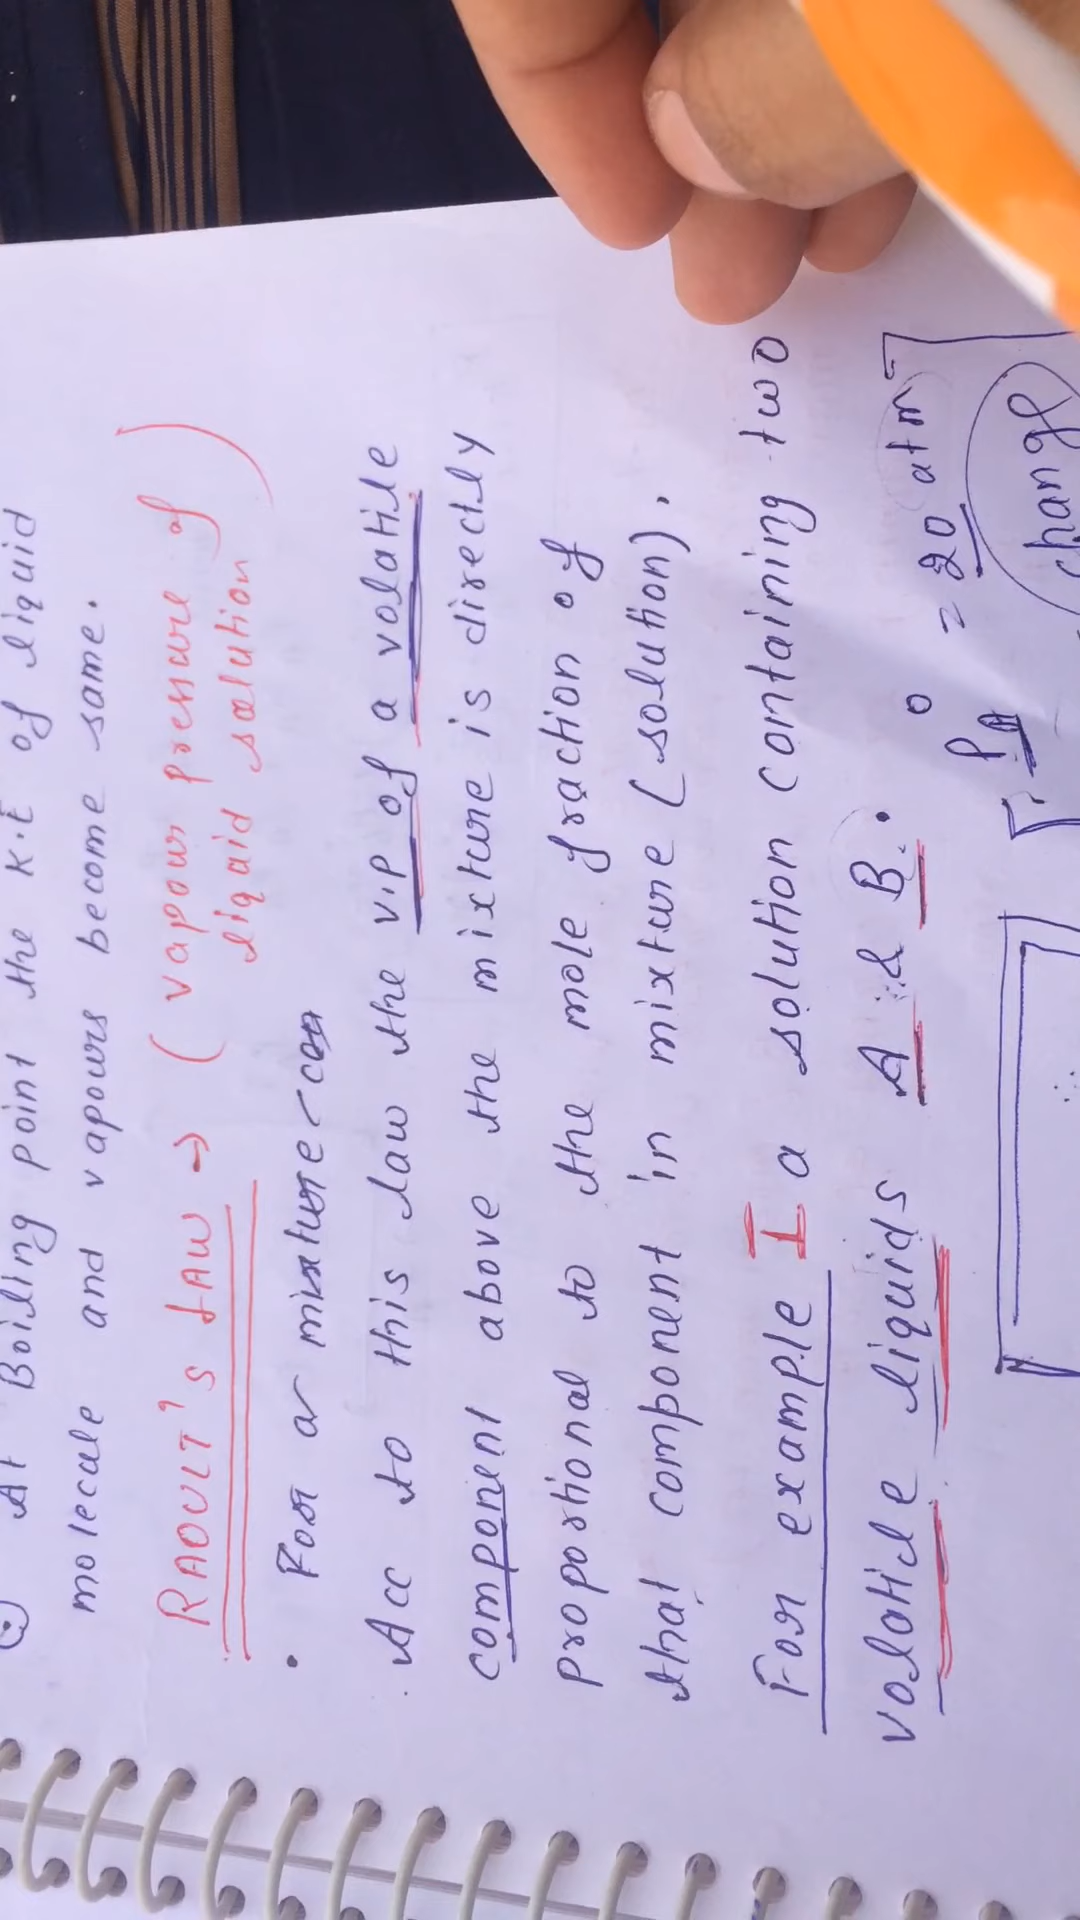 At Boiling point the K.E of liquid
molecule and vapours become same.
RAOULT's LAW → ( vapour pressure of
liquid solution )
• For a mixture (con
Acc to this law the V.P of a volatile
component above the mixture is directly
proportional to the mole fraction of
that component in mixture (solution).
For example I a solution containing two
volatile liquids A & B.
P°A = 20 atm
change